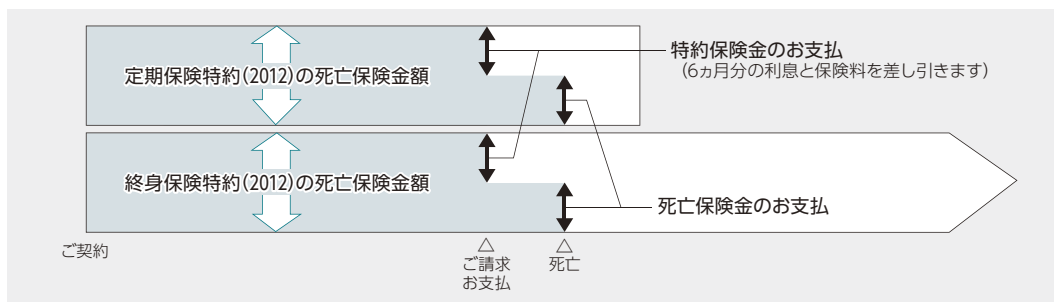 定期保険特約(2012)の死亡保険金額
特約保険金のお支払
(6ヵ月分の利息と保険料を差し引きます)
終身保険特約(2012)の死亡保険金額
死亡保険金のお支払
ご契約
△
ご請求
お支払
△
死亡